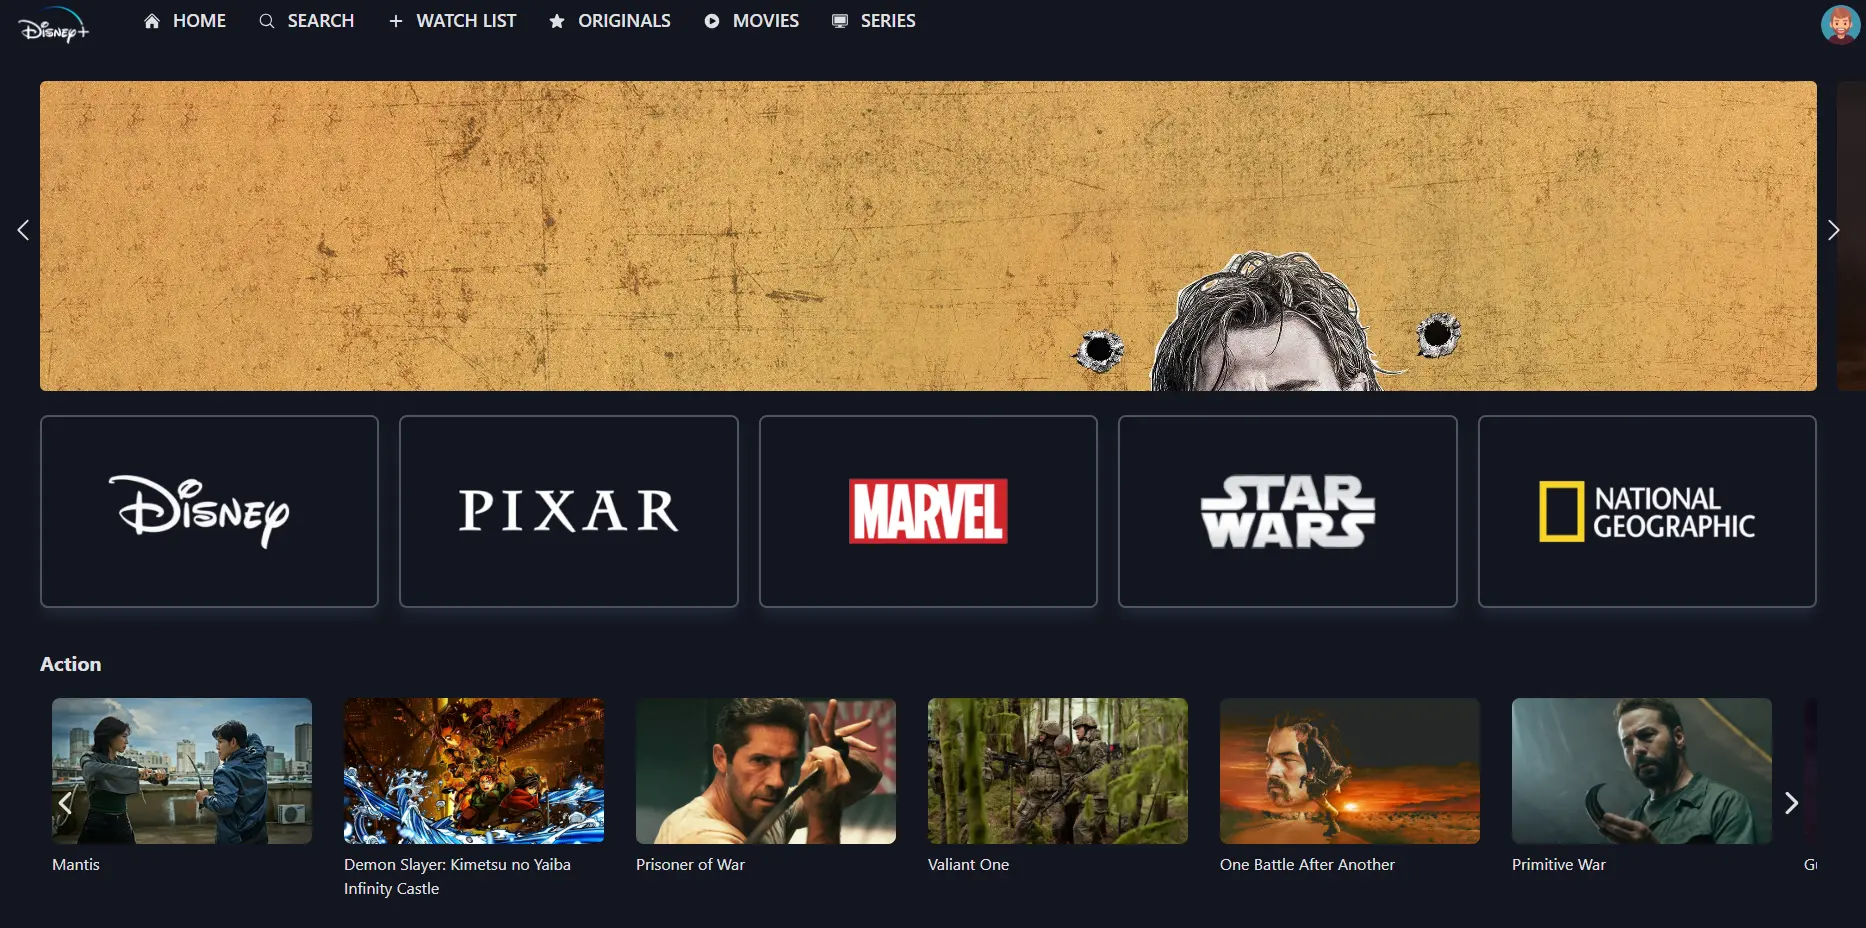 Disney+
HOME
SEARCH
WATCH LIST
ORIGINALS
MOVIES
SERIES
Disney
PIXAR
MARVEL
STAR
WARS
NATIONAL
GEOGRAPHIC
Action
Mantis
Demon Slayer: Kimetsu no Yaiba
Infinity Castle
Prisoner of War
Valiant One
One Battle After Another
Primitive War